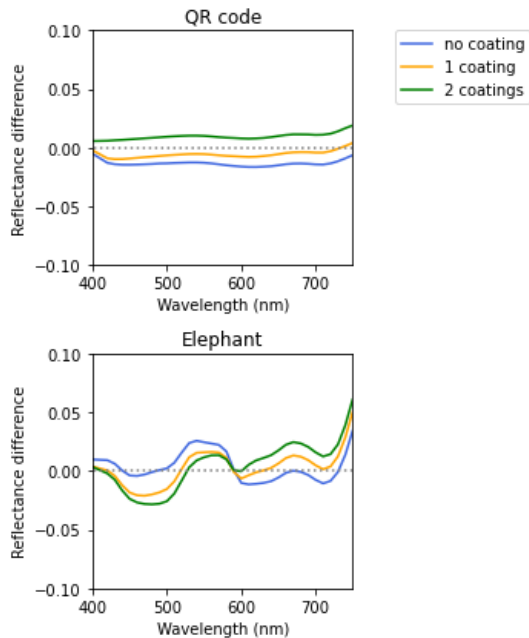 QR code
0.10
0.05
0.00
−0.05
−0.10
Reflectance difference
400 500 600 700
Wavelength (nm)
no coating
1 coating
2 coatings
Elephant
0.10
0.05
0.00
−0.05
−0.10
Reflectance difference
400 500 600 700
Wavelength (nm)